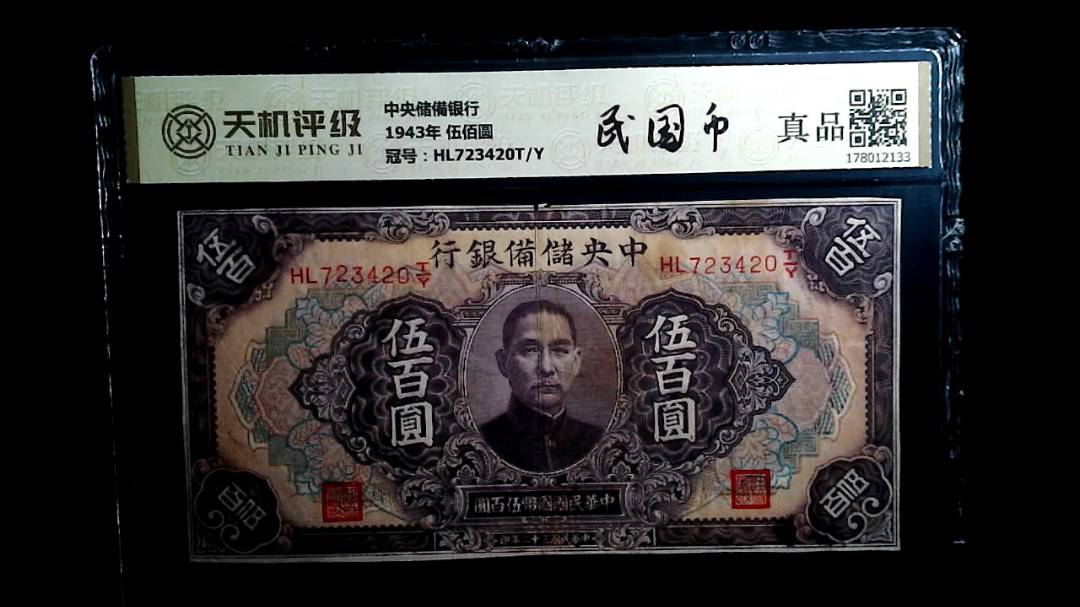 天机评级
TIAN JI PING JI
中央储備银行
1943年 伍佰圆
冠号：HL723420T/Y
民国币
真品
178012133
伍百
伍百
行銀備儲央中
HL723420 T/Y
HL723420 T/Y
伍百圓
伍百圓
圓百伍幣國國民華中
伍百
伍百